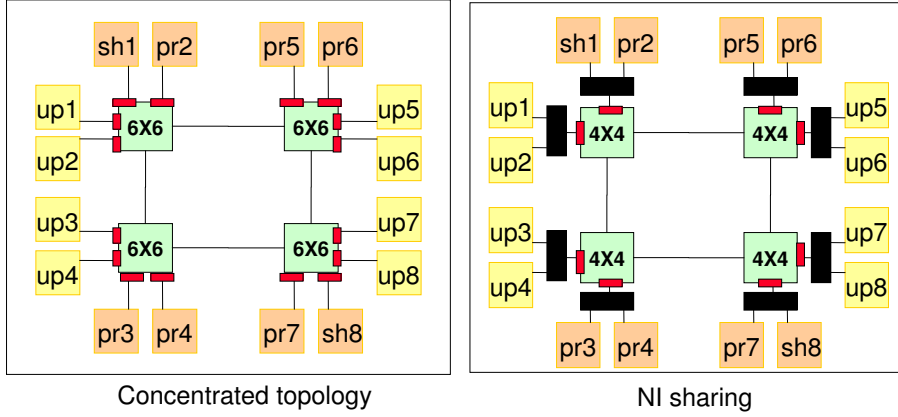 sh1 pr2 pr5 pr6
up1 up5
6X6 6X6
up2 up6
up3 up7
6X6 6X6
up4 up8
pr3 pr4 pr7 sh8
Concentrated topology
sh1 pr2 pr5 pr6
up1 up5
4X4 4X4
up2 up6
up3 up7
4X4 4X4
up4 up8
pr3 pr4 pr7 sh8
NI sharing